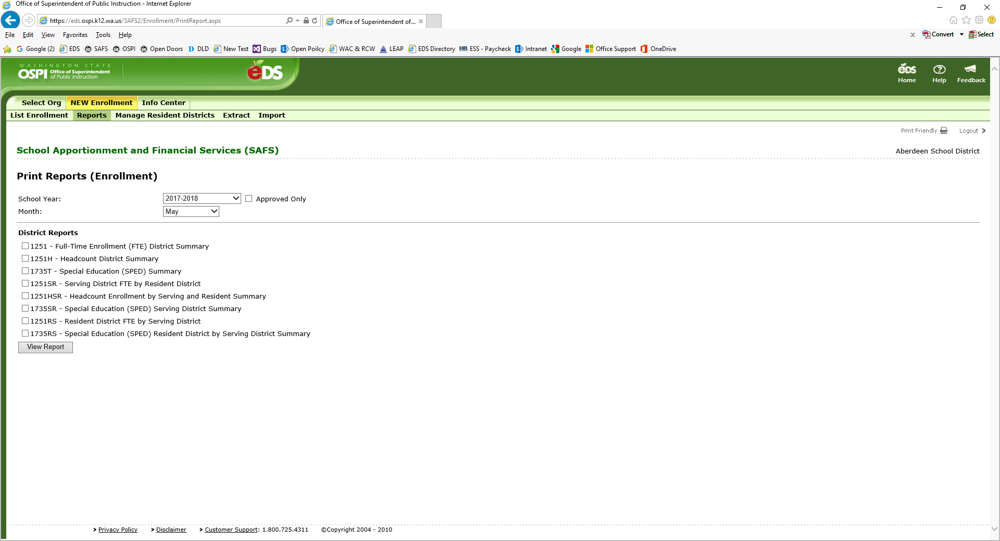 Office of Superintendent of Public Instruction - Internet Explorer
https://eds.ospi.k12.wa.us/SAFS2/Enrollment/PrintReport.aspx
Office of Superintendent of...
File Edit View Favorites Tools Help
Convert Select
Google (2) EDS SAFS OSPI Open Doors DLD New Test Bugs Open Poilcy WAC & RCW LEAP EDS Directory ESS - Paycheck Intranet Google Office Support OneDrive
WASHINGTON STATE
OSPI Office of Superintendent
of Public Instruction
eDS
eDS
Home Help Feedback
Select Org NEW Enrollment Info Center
List Enrollment Reports Manage Resident Districts Extract Import
Print Friendly Logout
School Apportionment and Financial Services (SAFS)
Aberdeen School District
Print Reports (Enrollment)
School Year: 2017-2018 Approved Only
Month: May
District Reports
1251 - Full-Time Enrollment (FTE) District Summary
1251H - Headcount District Summary
1735T - Special Education (SPED) Summary
1251SR - Serving District FTE by Resident District
1251HSR - Headcount Enrollment by Serving and Resident Summary
1735SR - Special Education (SPED) Serving District Summary
1251RS - Resident District FTE by Serving District
1735RS - Special Education (SPED) Resident District by Serving District Summary
View Report
> Privacy Policy > Disclaimer > Customer Support: 1.800.725.4311 ©Copyright 2004 - 2010